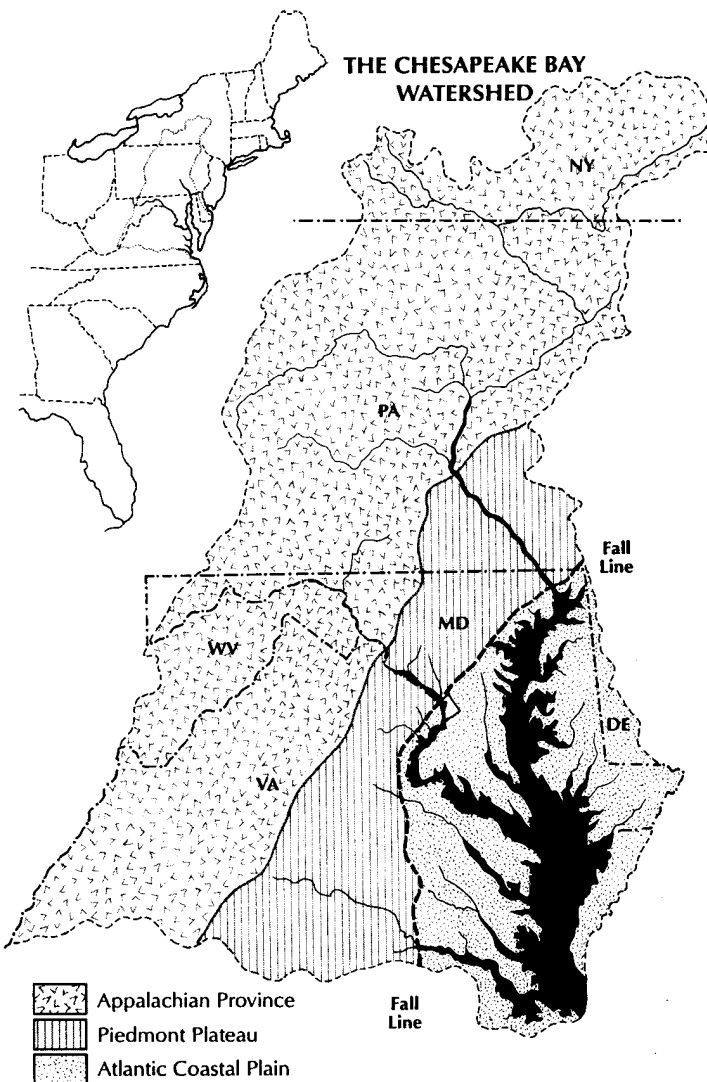 THE CHESAPEAKE BAY
WATERSHED
NY
PA
Fall
Line
MD
WV
DE
VA
Fall
Line
Appalachian Province
Piedmont Plateau
Atlantic Coastal Plain